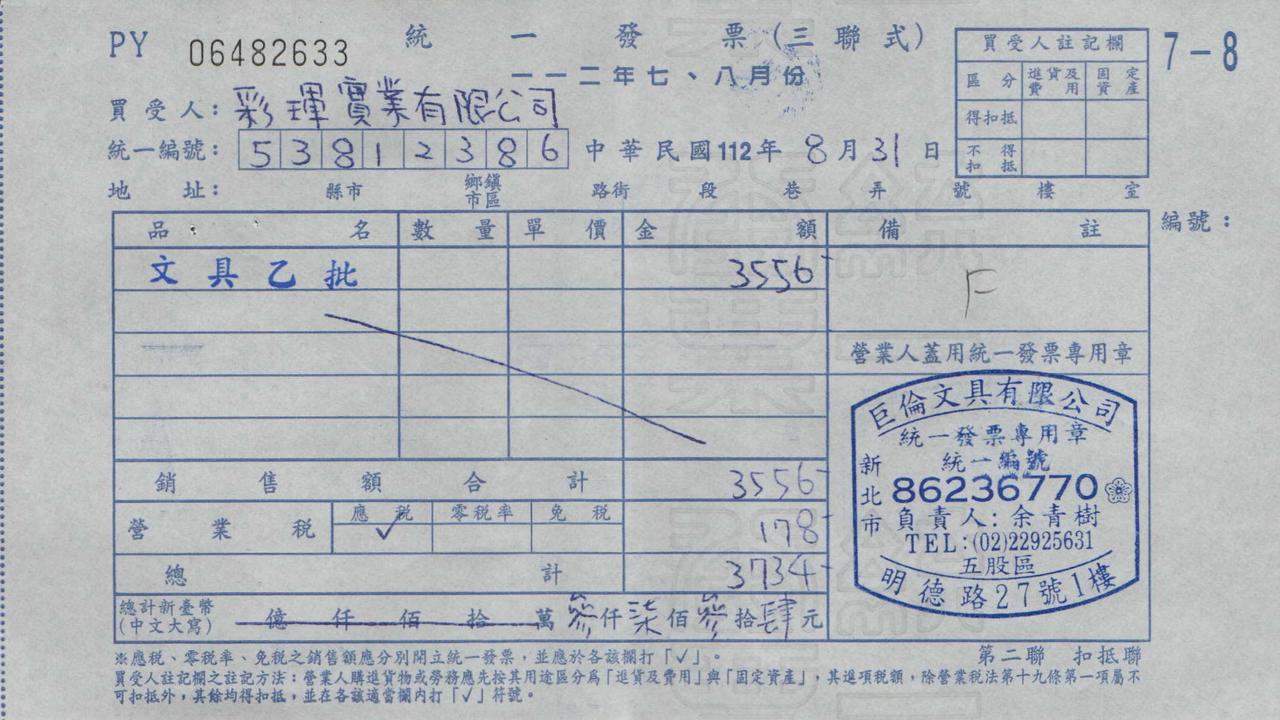 PY 06482633 統一發票(三聯式) 7-8
一一二年七、八月份
買受人: 彩琿實業有限公司
統一編號: 53812386 中華民國112年8月31日
地址: 縣市 鄉鎮市區 路街 段 巷 弄 號 樓 室
買受人註記欄
區分 進貨及費用 固定資產
得扣抵
不得扣抵
編號:
品名 數量 單價 金額 備註
文具乙批 3556- F
營業人蓋用統一發票專用章
銷售額合計 3556-
營業稅 應稅 ✓ 零稅率 免稅 178-
總計 3734-
總計新臺幣(中文大寫) 億仟佰拾萬參仟柒佰參拾肆元
巨倫文具有限公司
統一發票專用章
統一編號
新北市 86236770
負責人:余青樹
TEL:(02)22925631
五股區
明德路27號1樓
第二聯 扣抵聯
※應稅、零稅率、免稅之銷售額應分別開立統一發票，並應於各該欄打「✓」。
買受人註記欄之註記方法：營業人購進貨物或勞務應先按其用途區分為「進貨及費用」與「固定資產」，其進項稅額，除營業稅法第十九條第一項屬不
可扣抵外，其餘均得扣抵，並在各該適當欄內打「✓」符號。